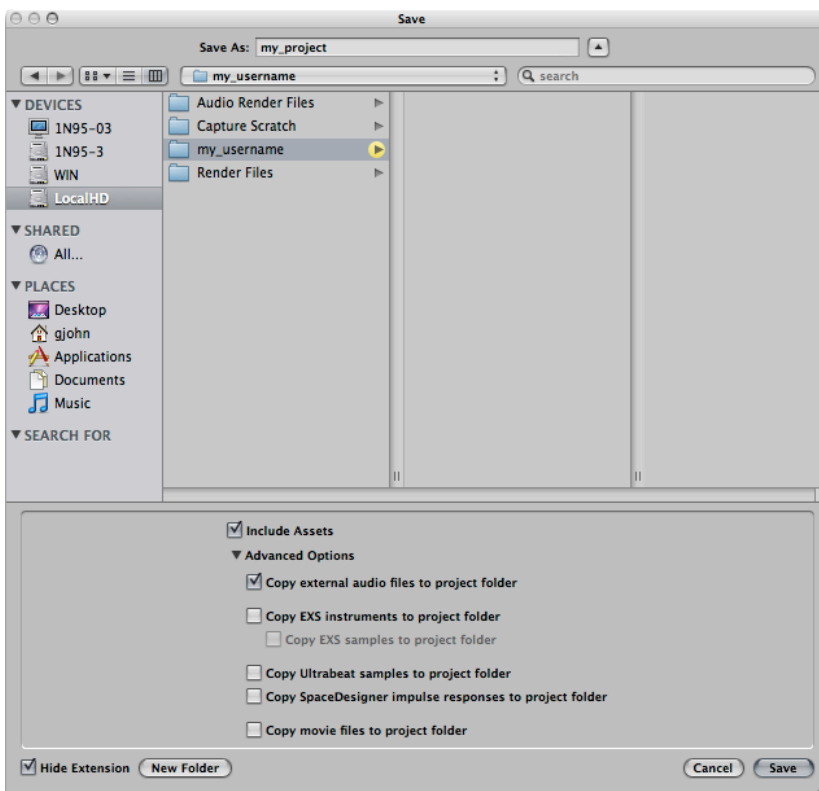 Save
Save As: my_project
my_username
search
DEVICES
1N95-03
1N95-3
WIN
LocalHD
SHARED
All...
PLACES
Desktop
gjohn
Applications
Documents
Music
SEARCH FOR
Audio Render Files
Capture Scratch
my_username
Render Files
Include Assets
Advanced Options
Copy external audio files to project folder
Copy EXS instruments to project folder
Copy EXS samples to project folder
Copy Ultrabeat samples to project folder
Copy SpaceDesigner impulse responses to project folder
Copy movie files to project folder
Hide Extension New Folder Cancel Save